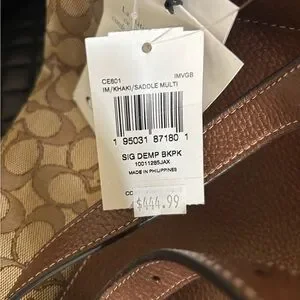 CE601 IMVGB
IM/KHAKI/SADDLE MULTI
1 95031 87180 1
SIG DEMP BKPK
10011285JAX
MADE IN PHILIPPINES
$444.99